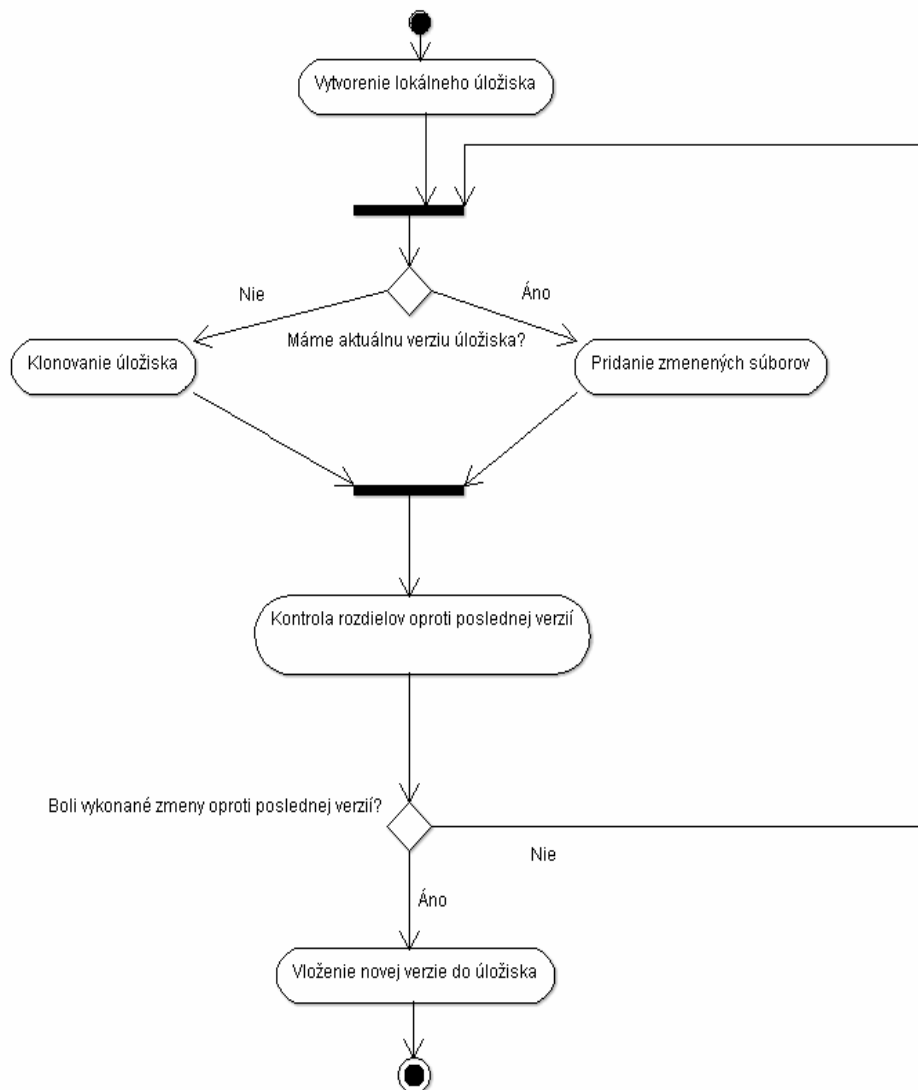 Vytvorenie lokálneho úložiska
Nie
Áno
Máme aktuálnu verziu úložiska?
Klonovanie úložiska
Pridanie zmenených súborov
Kontrola rozdielov oproti poslednej verzií
Boli vykonané zmeny oproti poslednej verzií?
Nie
Áno
Vloženie novej verzie do úložiska